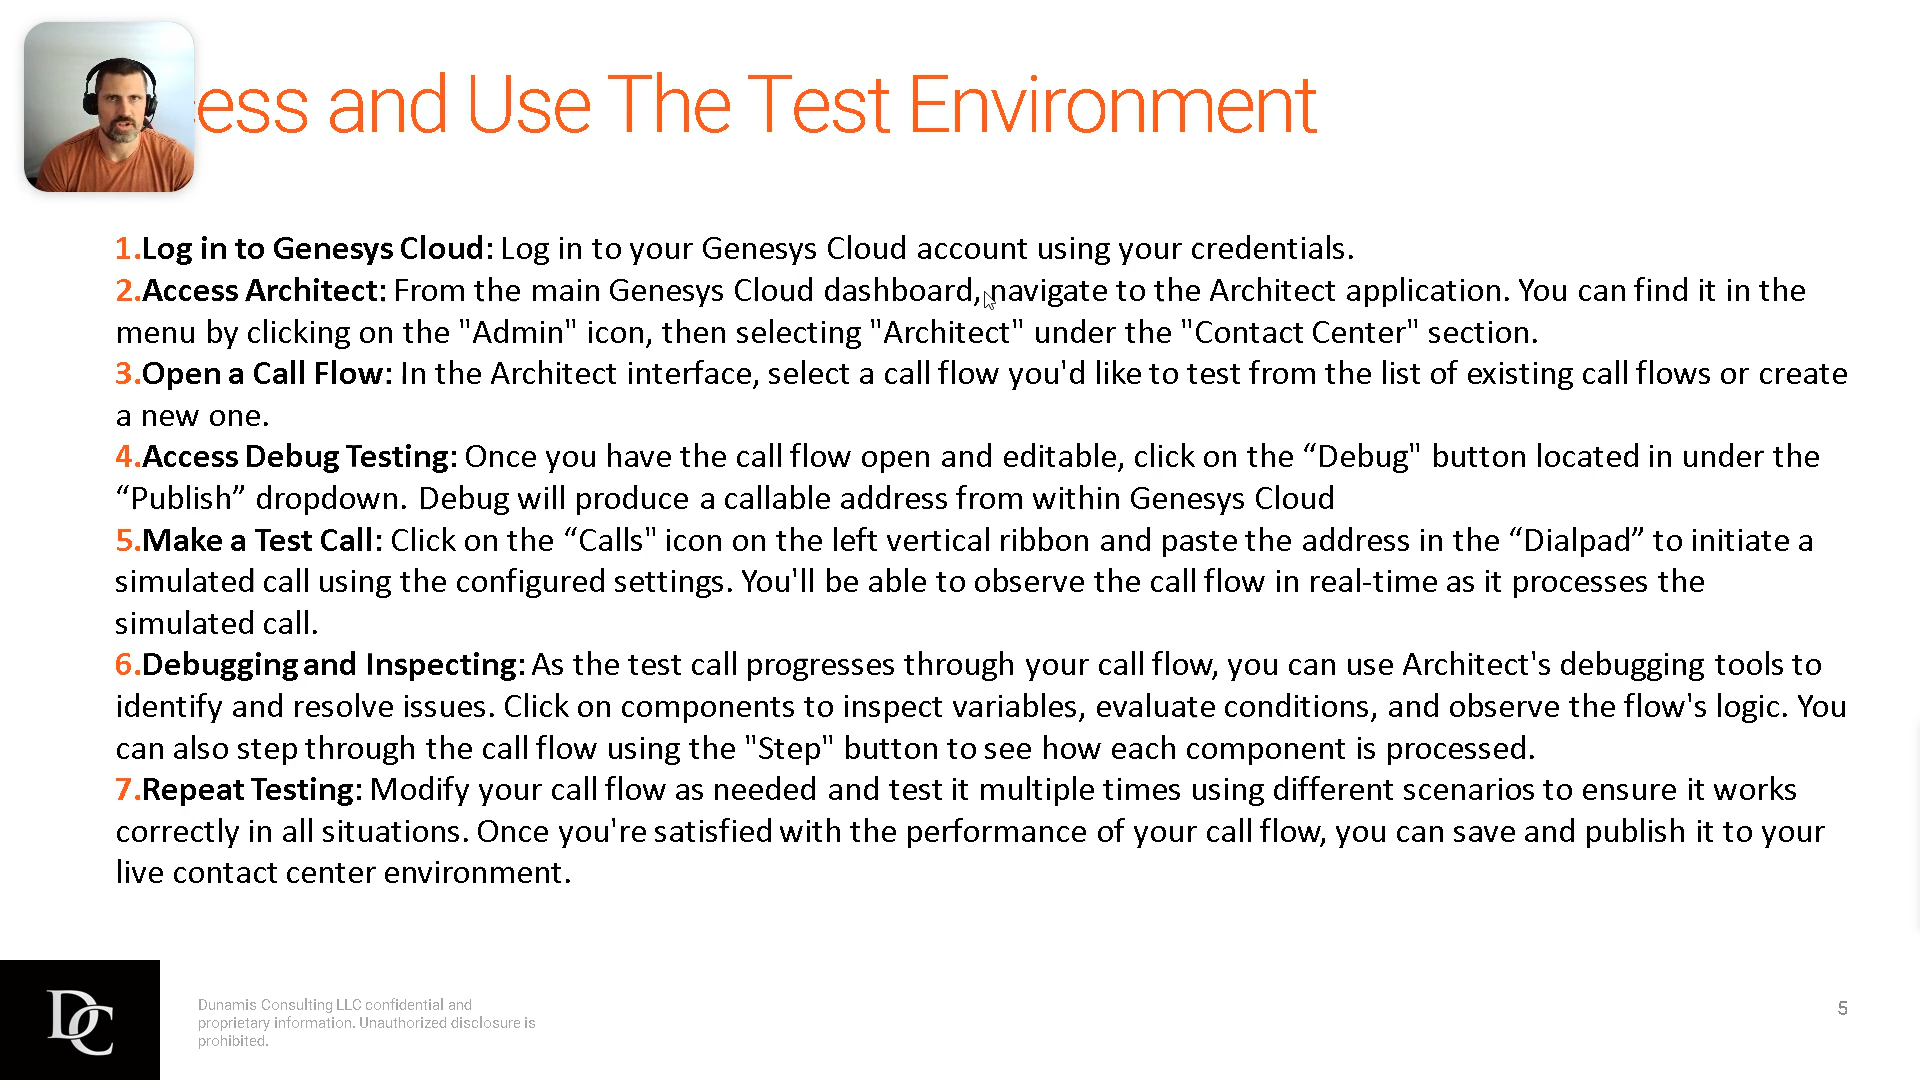 ess and Use The Test Environment
1.Log in to Genesys Cloud: Log in to your Genesys Cloud account using your credentials.
2.Access Architect: From the main Genesys Cloud dashboard, navigate to the Architect application. You can find it in the
menu by clicking on the "Admin" icon, then selecting "Architect" under the "Contact Center" section.
3.Open a Call Flow: In the Architect interface, select a call flow you'd like to test from the list of existing call flows or create
a new one.
4.Access Debug Testing: Once you have the call flow open and editable, click on the “Debug" button located in under the
“Publish” dropdown. Debug will produce a callable address from within Genesys Cloud
5.Make a Test Call: Click on the “Calls" icon on the left vertical ribbon and paste the address in the “Dialpad” to initiate a
simulated call using the configured settings. You'll be able to observe the call flow in real-time as it processes the
simulated call.
6.Debugging and Inspecting: As the test call progresses through your call flow, you can use Architect's debugging tools to
identify and resolve issues. Click on components to inspect variables, evaluate conditions, and observe the flow's logic. You
can also step through the call flow using the "Step" button to see how each component is processed.
7.Repeat Testing: Modify your call flow as needed and test it multiple times using different scenarios to ensure it works
correctly in all situations. Once you're satisfied with the performance of your call flow, you can save and publish it to your
live contact center environment.
DC
Dunamis Consulting LLC confidential and
proprietary information. Unauthorized disclosure is
prohibited.
5